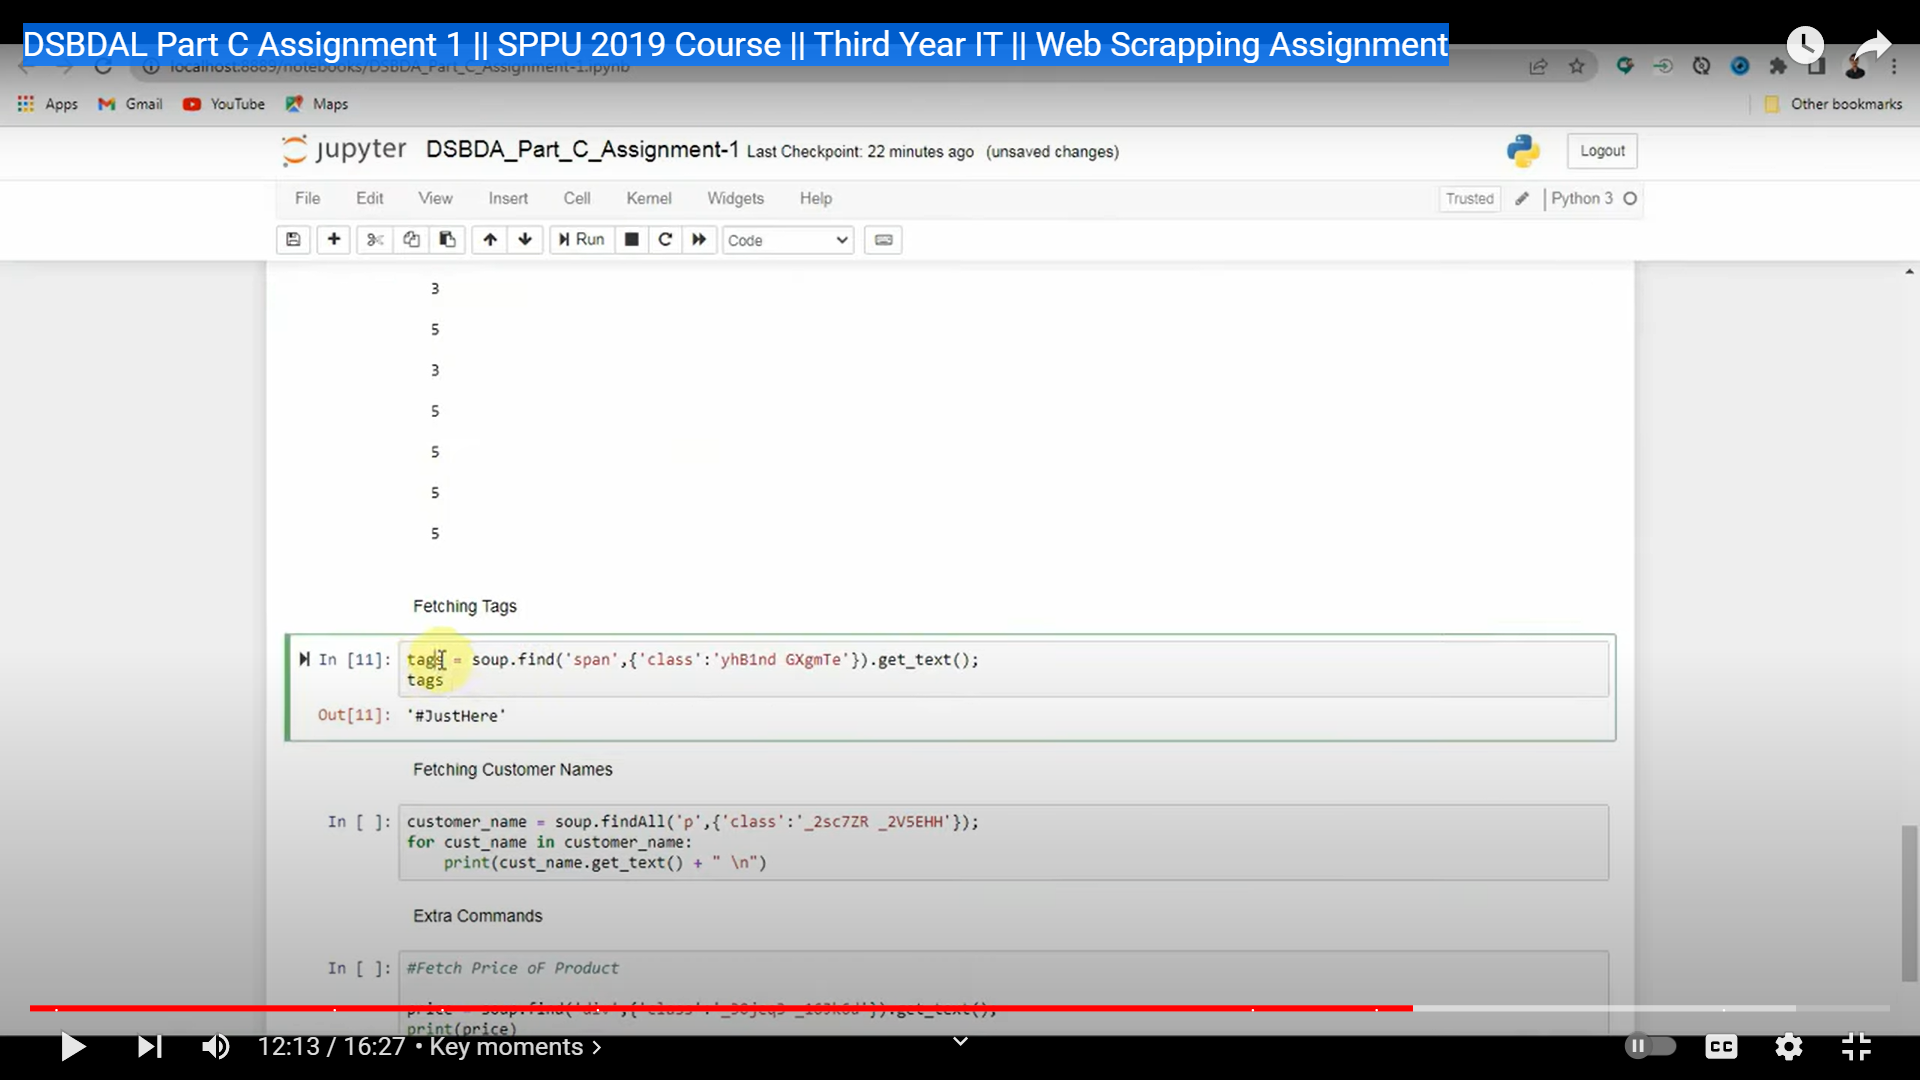 DSBDAL Part C Assignment 1 || SPPU 2019 Course || Third Year IT || Web Scrapping Assignment
localhost:8889/notebooks/DSBDA_Part_C_Assignment-1.ipynb
Apps Gmail YouTube Maps Other bookmarks
jupyter DSBDA_Part_C_Assignment-1 Last Checkpoint: 22 minutes ago (unsaved changes) Logout
File Edit View Insert Cell Kernel Widgets Help Trusted Python 3
Run Code
3
5
3
5
5
5
5
Fetching Tags
In [11]: tags = soup.find('span',{'class':'yhB1nd GXgmTe'}).get_text();
tags
Out[11]: '#JustHere'
Fetching Customer Names
In [ ]: customer_name = soup.findAll('p',{'class':'_2sc7ZR _2V5EHH'});
for cust_name in customer_name:
print(cust_name.get_text() + " \n")
Extra Commands
In [ ]: #Fetch Price oF Product
price = soup.find('div',{'class':
print(price)
12:13 / 16:27 • Key moments
CC